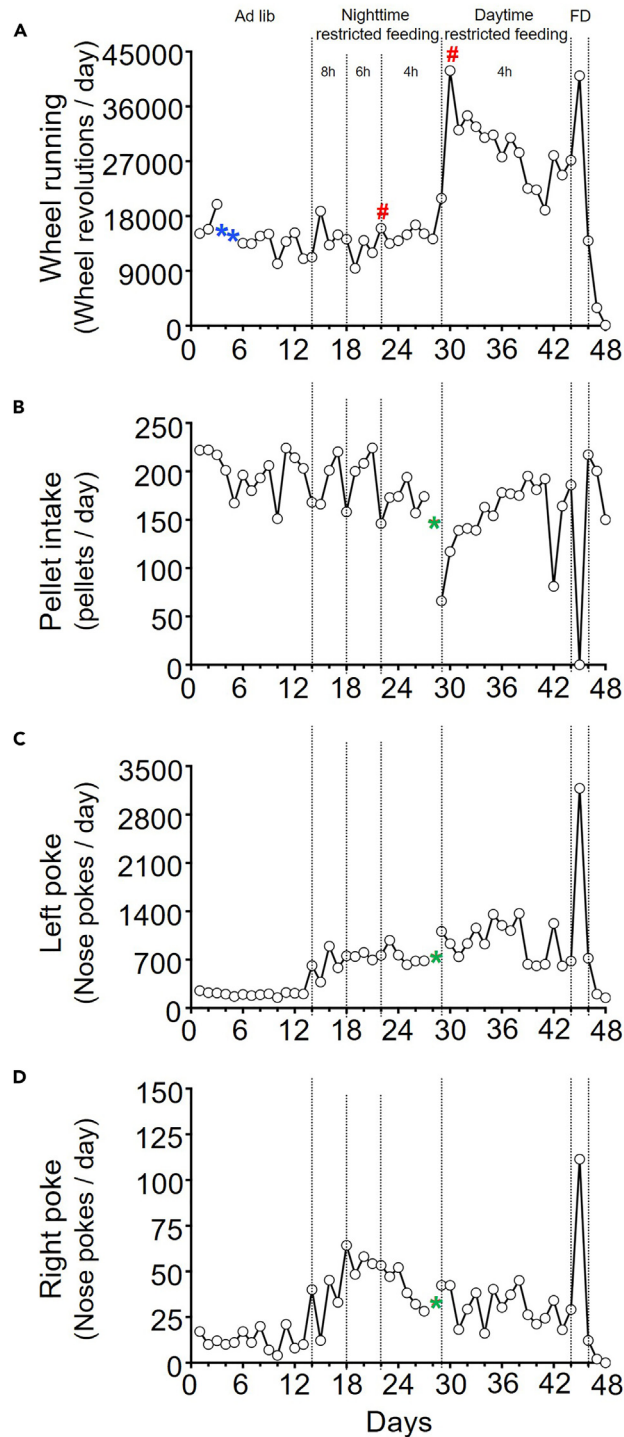 A
Ad lib
Nighttime
restricted feeding
Daytime
restricted feeding
FD
8h
6h
4h
4h
#
#
*
*
Wheel running
(Wheel revolutions / day)
45000
36000
27000
18000
9000
0
0 6 12 18 24 30 36 42 48
B
Pellet intake
(pellets / day)
250
200
150
100
50
0
*
0 6 12 18 24 30 36 42 48
C
Left poke
(Nose pokes / day)
3500
2800
2100
1400
700
0
*
0 6 12 18 24 30 36 42 48
D
Right poke
(Nose pokes / day)
150
125
100
75
50
25
0
*
0 6 12 18 24 30 36 42 48
Days